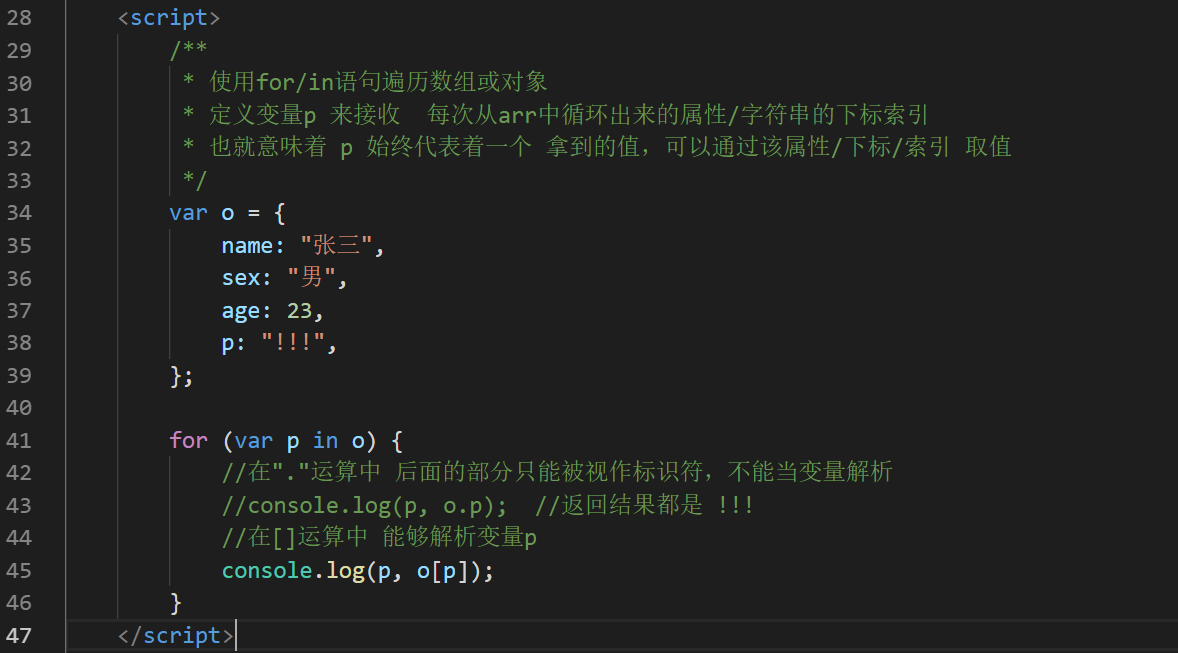 28 <script>
29 /**
30 * 使用for/in语句遍历数组或对象
31 * 定义变量p 来接收  每次从arr中循环出来的属性/字符串的下标索引
32 * 也就意味着 p 始终代表着一个 拿到的值，可以通过该属性/下标/索引 取值
33 */
34 var o = {
35 name: "张三",
36 sex: "男",
37 age: 23,
38 p: "!!!",
39 };
40
41 for (var p in o) {
42 //在"."运算中 后面的部分只能被视作标识符，不能当变量解析
43 //console.log(p, o.p);  //返回结果都是 !!!
44 //在[]运算中 能够解析变量p
45 console.log(p, o[p]);
46 }
47 </script>